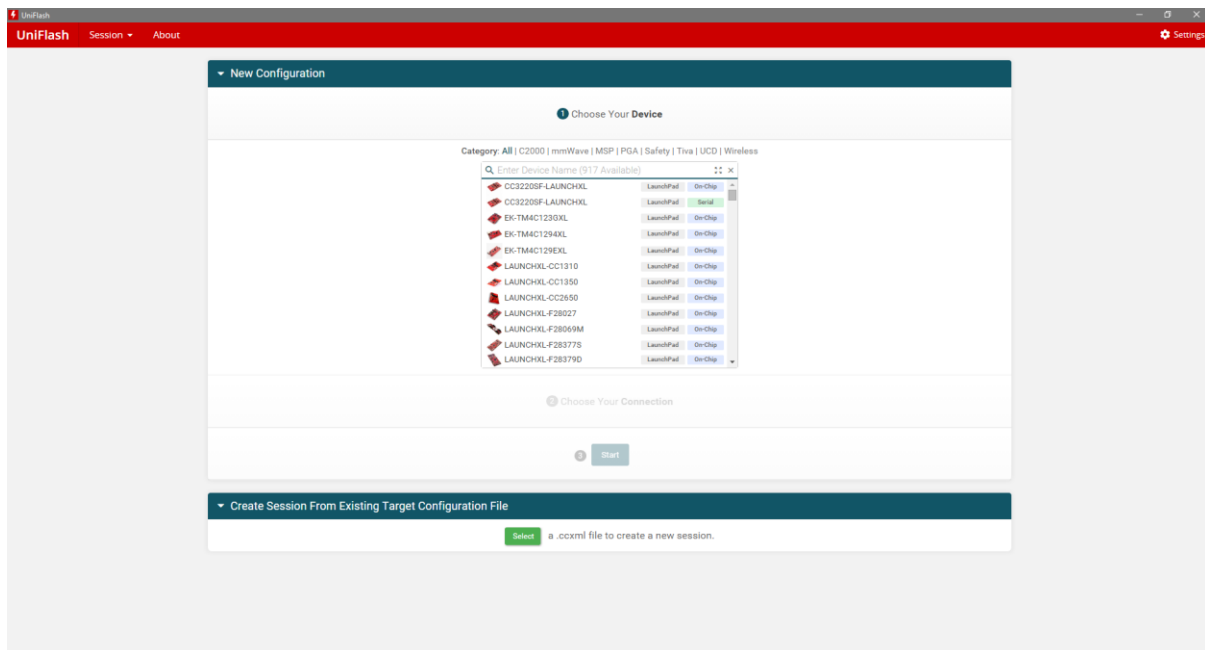 UniFlash
UniFlash Session About Settings
New Configuration
1 Choose Your Device
Category: All | C2000 | mmWave | MSP | PGA | Safety | Tiva | UCD | Wireless
Enter Device Name (917 Available)
CC3220SF-LAUNCHXL LaunchPad On-Chip
CC3220SF-LAUNCHXL LaunchPad Serial
EK-TM4C123GXL LaunchPad On-Chip
EK-TM4C1294XL LaunchPad On-Chip
EK-TM4C129EXL LaunchPad On-Chip
LAUNCHXL-CC1310 LaunchPad On-Chip
LAUNCHXL-CC1350 LaunchPad On-Chip
LAUNCHXL-CC2650 LaunchPad On-Chip
LAUNCHXL-F28027 LaunchPad On-Chip
LAUNCHXL-F28069M LaunchPad On-Chip
LAUNCHXL-F28377S LaunchPad On-Chip
LAUNCHXL-F28379D LaunchPad On-Chip
2 Choose Your Connection
3 Start
Create Session From Existing Target Configuration File
Select a .ccxml file to create a new session.